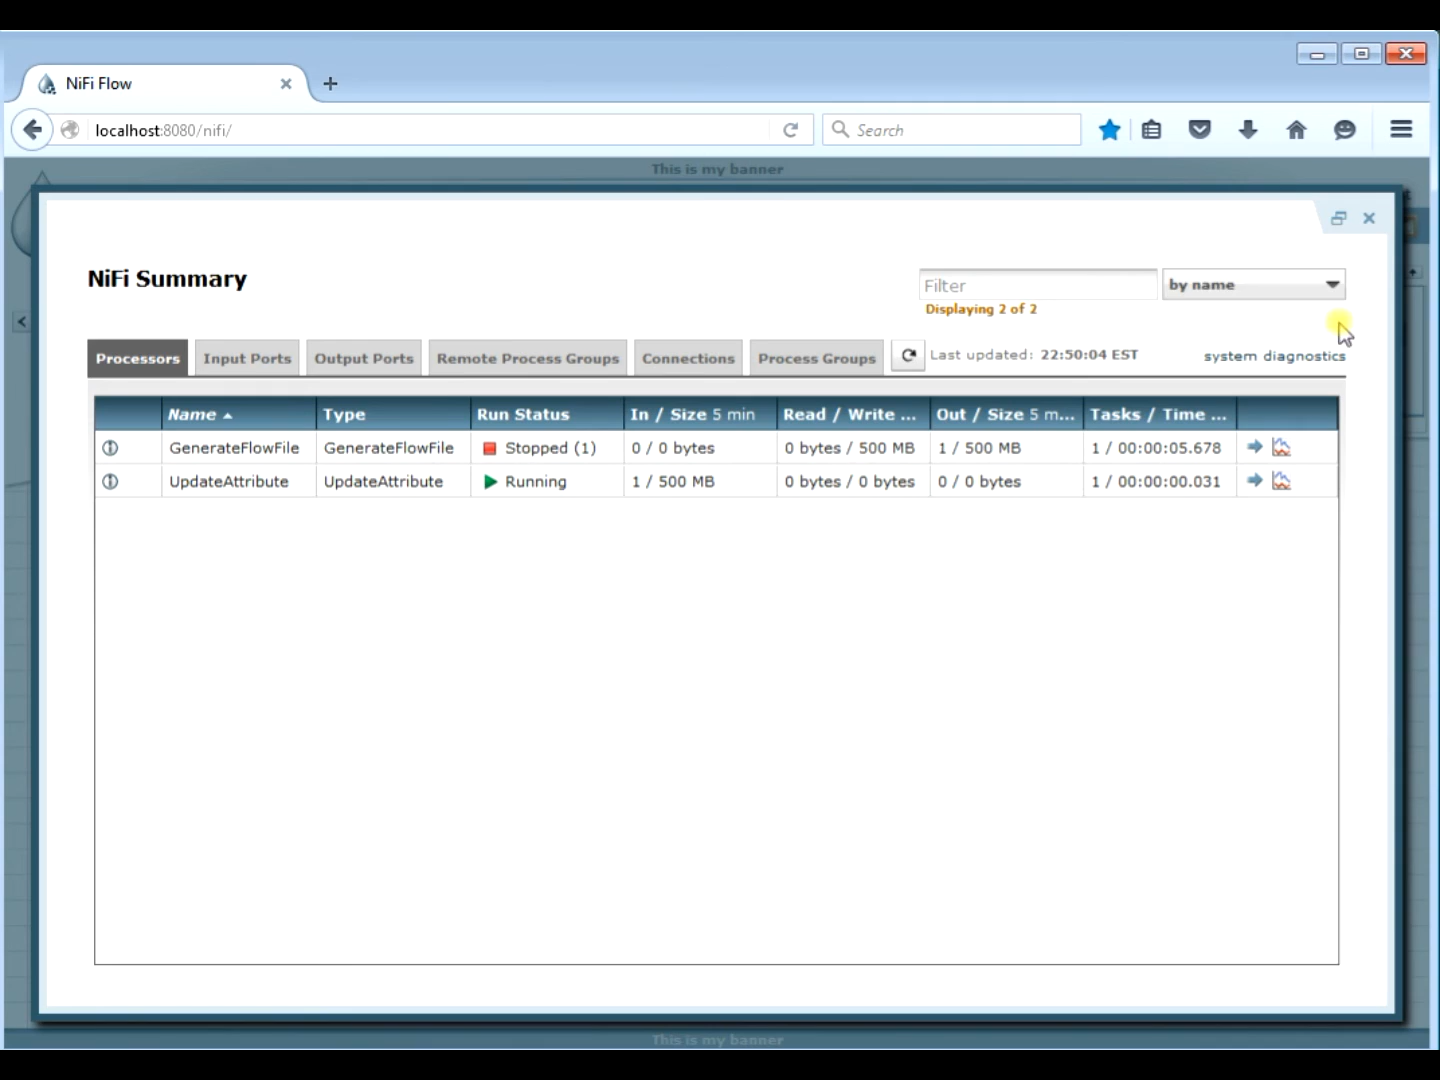 NiFi Flow
localhost:8080/nifi/
Search
This is my banner
NiFi Summary
Filter
by name
Displaying 2 of 2
Processors Input Ports Output Ports Remote Process Groups Connections Process Groups Last updated: 22:50:04 EST system diagnostics
Name Type Run Status In / Size 5 min Read / Write ... Out / Size 5 m... Tasks / Time ...
GenerateFlowFile GenerateFlowFile Stopped (1) 0 / 0 bytes 0 bytes / 500 MB 1 / 500 MB 1 / 00:00:05.678
UpdateAttribute UpdateAttribute Running 1 / 500 MB 0 bytes / 0 bytes 0 / 0 bytes 1 / 00:00:00.031
This is my banner